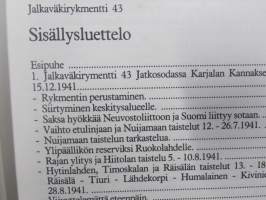 Jalkaväkirykmentti 43
Sisällysluettelo
Esipuhe
1. Jalkaväkirymentti 43 Jatkosodassa Karjalan Kannakse
15.12.1941
- Rykmentin perustaminen.
- Siirtyminen keskitysalueelle.
- Saksa hyökkää Neuvostoliittoon ja Suomi liittyy sotaan.
- Vaihto etulinjaan ja Nuijamaan taistelut 12. - 26.7.1941.
- Nuijamaan taistelun tarkastelua.
- Ylipäällikön reserviksi Ruokolahdelle.
- Rajan ylitys ja Hiitolan taistelu 5. - 10.8.1941.
- Hytinlahden, Timoskalan ja Räisälän taistelut 13. - 18
Räisälä - Tiuri - Lähdekorpi - Humalainen - Kivinie
28.8.1941.